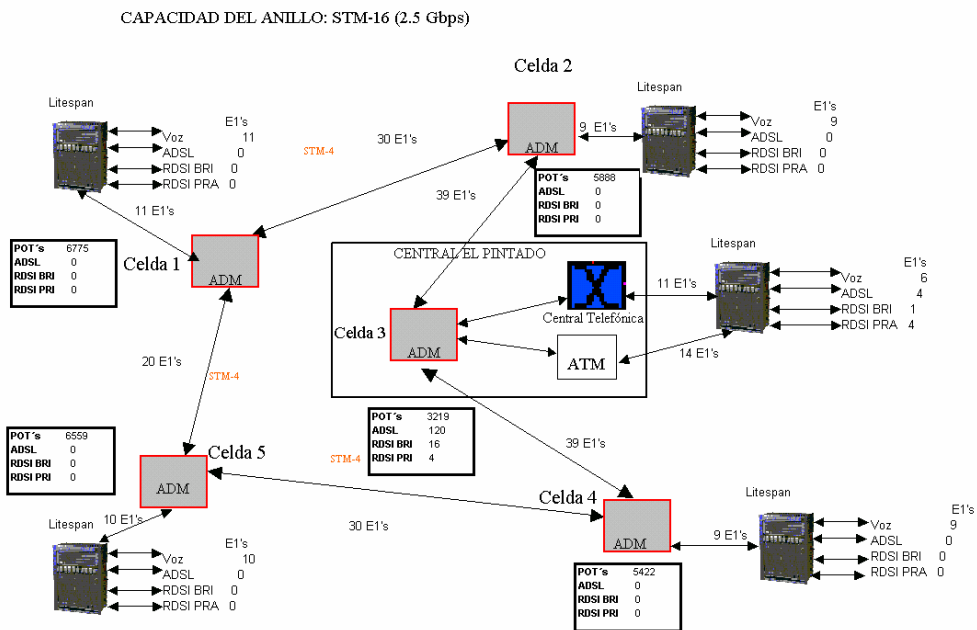 CAPACIDAD DEL ANILLO: STM-16 (2.5 Gbps)
Celda 2
Litespan
E1's
Voz 11
ADSL 0
RDSI BRI 0
RDSI PRA 0
30 E1's
STM-4
ADM
9 E1's
Litespan
E1's
Voz 9
ADSL 0
RDSI BRI 0
RDSI PRA 0
POT's 5888
ADSL 0
RDSI BRI 0
RDSI PRI 0
39 E1's
11 E1's
POT's 6775
ADSL 0
RDSI BRI 0
RDSI PRI 0
Celda 1
ADM
CENTRAL EL PINTADO
Celda 3
ADM
Central Telefónica
ATM
11 E1's
14 E1's
Litespan
E1's
Voz 6
ADSL 4
RDSI BRI 1
RDSI PRA 4
20 E1's
STM-4
POT's 3219
ADSL 120
RDSI BRI 16
RDSI PRI 4
STM-4
39 E1's
POT's 6559
ADSL 0
RDSI BRI 0
RDSI PRI 0
Celda 5
ADM
10 E1's
Litespan
E1's
Voz 10
ADSL 0
RDSI BRI 0
RDSI PRA 0
30 E1's
Celda 4
ADM
9 E1's
Litespan
E1's
Voz 9
ADSL 0
RDSI BRI 0
RDSI PRA 0
POT's 5422
ADSL 0
RDSI BRI 0
RDSI PRI 0